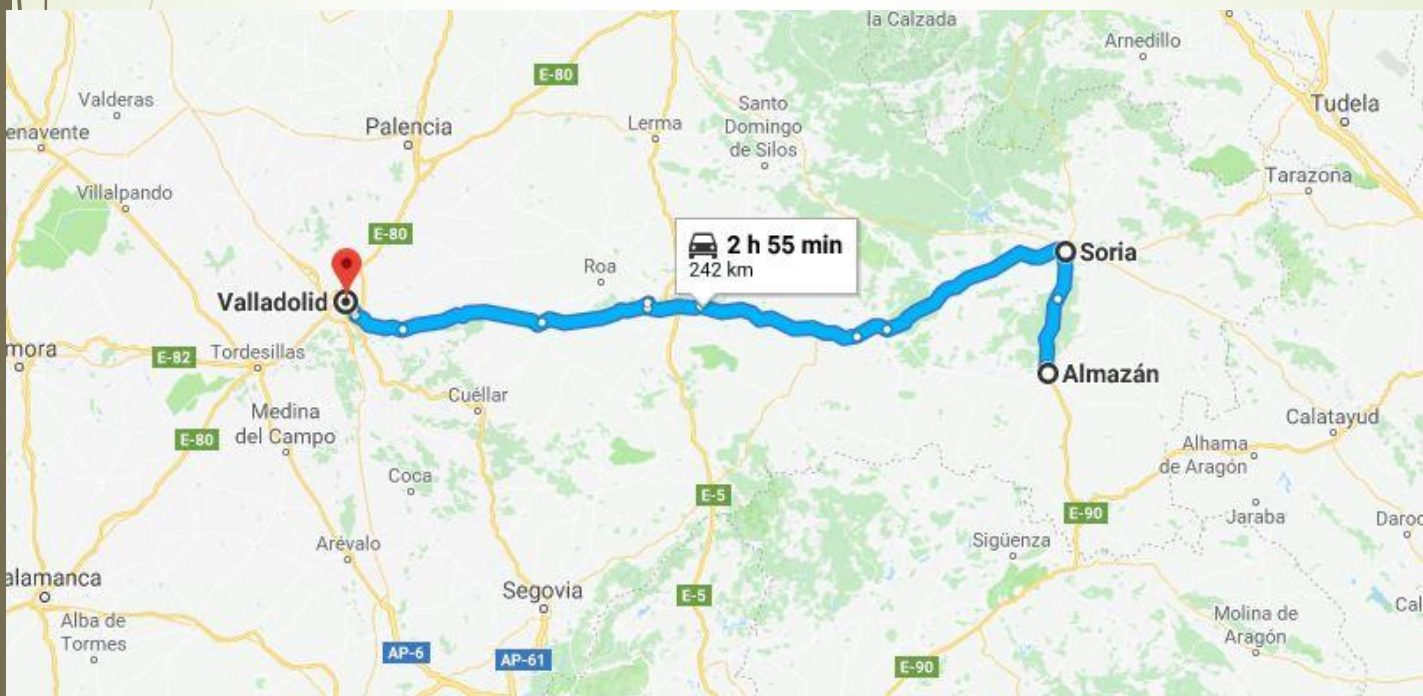 la Calzada
Arnedillo
E-80
Valderas
Santo
Domingo
de Silos
Tudela
Palencia
Lerma
enavente
Villalpando
Tarazona
E-80
2 h 55 min
242 km
Soria
Roa
Valladolid
mora
E-82
Tordesillas
Almazán
Cuéllar
Medina
del Campo
E-80
Calatayud
Alhama
de Aragón
Coca
E-5
E-90
Jaraba
Daroc
Arévalo
Sigüenza
alamanca
Segovia
E-5
Alba de
Tormes
Molina de
Aragón
Cal
AP-6
AP-61
E-90